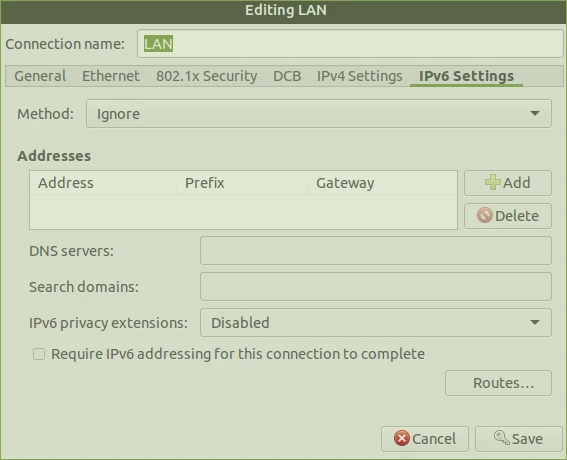 Editing LAN
Connection name: LAN
General Ethernet 802.1x Security DCB IPv4 Settings IPv6 Settings
Method: Ignore
Addresses
Address Prefix Gateway
Add
Delete
DNS servers:
Search domains:
IPv6 privacy extensions: Disabled
Require IPv6 addressing for this connection to complete
Routes…
Cancel Save